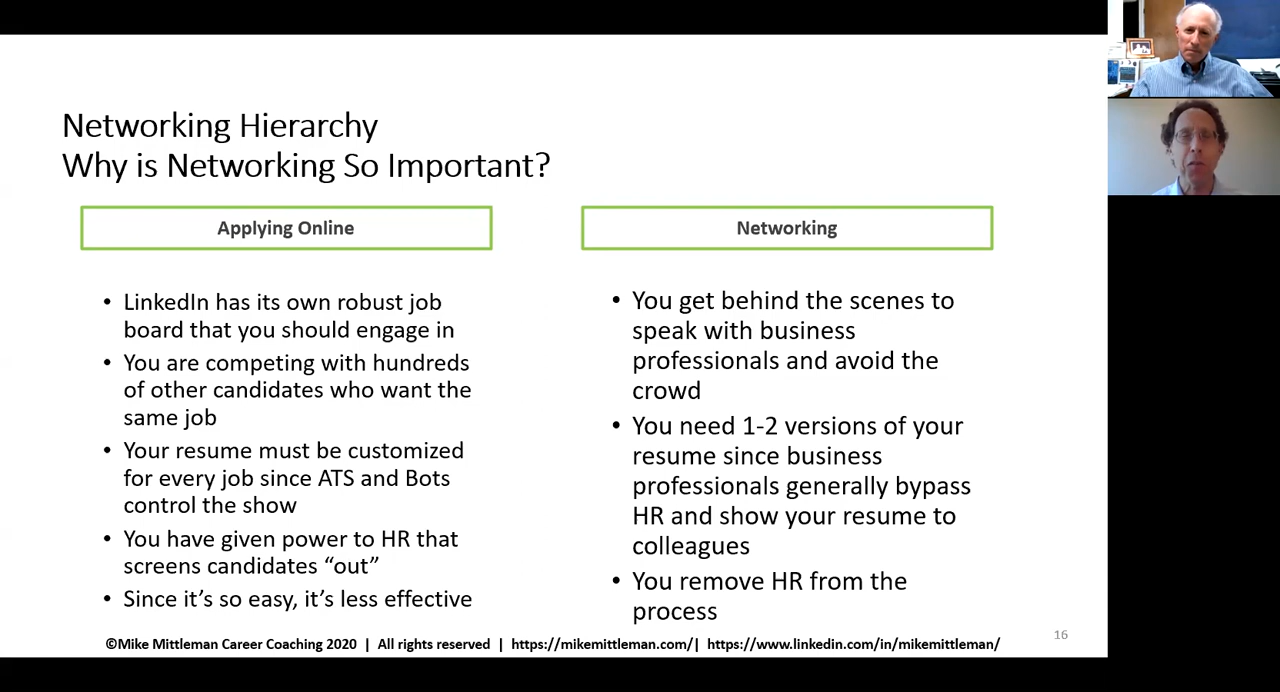 Networking Hierarchy
Why is Networking So Important?
Applying Online
• LinkedIn has its own robust job
board that you should engage in
• You are competing with hundreds
of other candidates who want the
same job
• Your resume must be customized
for every job since ATS and Bots
control the show
• You have given power to HR that
screens candidates “out”
• Since it’s so easy, it’s less effective
Networking
• You get behind the scenes to
speak with business
professionals and avoid the
crowd
• You need 1-2 versions of your
resume since business
professionals generally bypass
HR and show your resume to
colleagues
• You remove HR from the
process
©Mike Mittleman Career Coaching 2020 | All rights reserved | https://mikemittleman.com/| https://www.linkedin.com/in/mikemittleman/
16